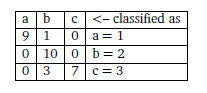 a b c <– classified as
9 1 0 a = 1
0 10 0 b = 2
0 3 7 c = 3